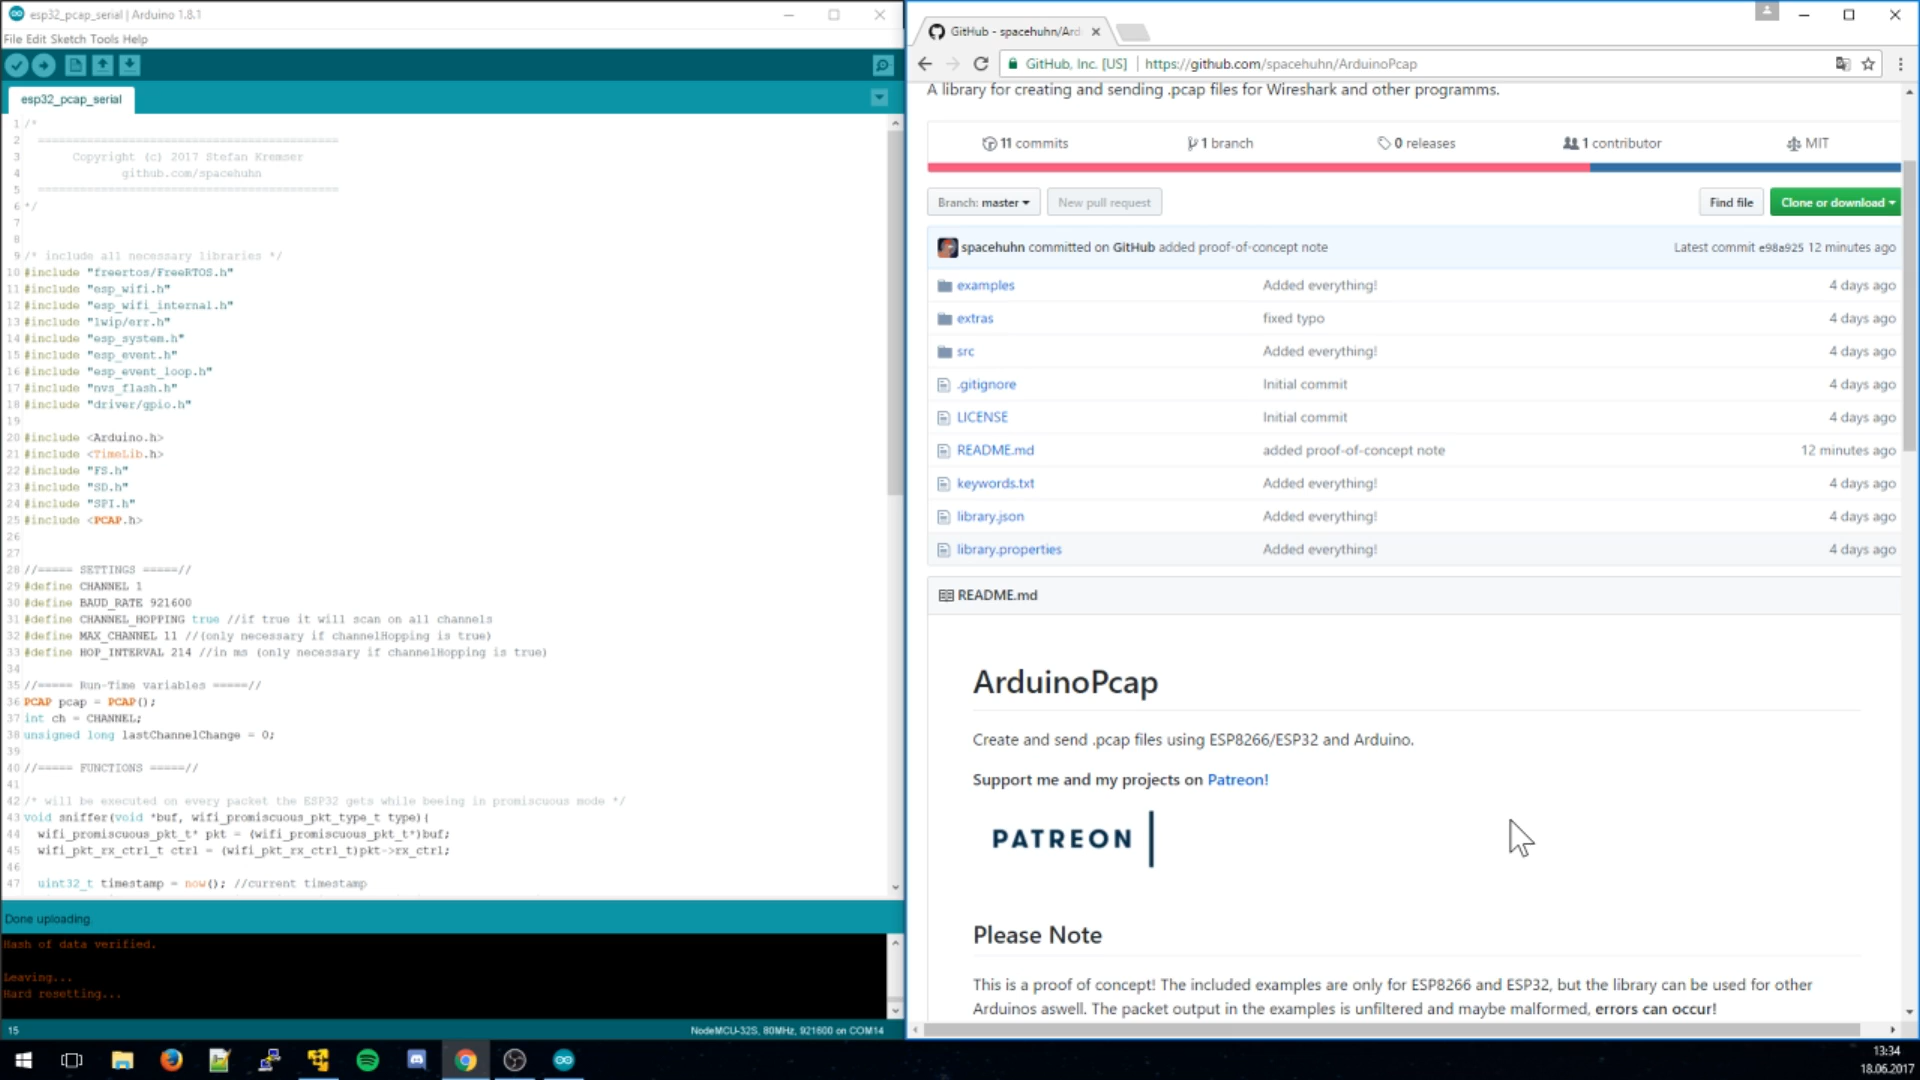 esp32_pcap_serial | Arduino 1.8.1
File Edit Sketch Tools Help
esp32_pcap_serial
1 /*
2 ==========================================
3 Copyright (c) 2017 Stefan Kremser
4 github.com/spacehuhn
5 ==========================================
6 */
7
8
9 /* include all necessary libraries */
10 #include "freertos/FreeRTOS.h"
11 #include "esp_wifi.h"
12 #include "esp_wifi_internal.h"
13 #include "lwip/err.h"
14 #include "esp_system.h"
15 #include "esp_event.h"
16 #include "esp_event_loop.h"
17 #include "nvs_flash.h"
18 #include "driver/gpio.h"
19
20 #include <Arduino.h>
21 #include <TimeLib.h>
22 #include "FS.h"
23 #include "SD.h"
24 #include "SPI.h"
25 #include <PCAP.h>
26
27
28 //===== SETTINGS =====//
29 #define CHANNEL 1
30 #define BAUD_RATE 921600
31 #define CHANNEL_HOPPING true //if true it will scan on all channels
32 #define MAX_CHANNEL 11 //(only necessary if channelHopping is true)
33 #define HOP_INTERVAL 214 //in ms (only necessary if channelHopping is true)
34
35 //===== Run-Time variables =====//
36 PCAP pcap = PCAP();
37 int ch = CHANNEL;
38 unsigned long lastChannelChange = 0;
39
40 //===== FUNCTIONS =====//
41
42 /* will be executed on every packet the ESP32 gets while beeing in promiscuous mode */
43 void sniffer(void *buf, wifi_promiscuous_pkt_type_t type){
44 wifi_promiscuous_pkt_t* pkt = (wifi_promiscuous_pkt_t*)buf;
45 wifi_pkt_rx_ctrl_t ctrl = (wifi_pkt_rx_ctrl_t)pkt->rx_ctrl;
46
47 uint32_t timestamp = now(); //current timestamp
Done uploading.
Hash of data verified.
Leaving...
Hard resetting...
15 NodeMCU-32S, 80MHz, 921600 on COM14
GitHub - spacehuhn/Ard
GitHub, Inc. [US] | https://github.com/spacehuhn/ArduinoPcap
A library for creating and sending .pcap files for Wireshark and other programms.
11 commits 1 branch 0 releases 1 contributor MIT
Branch: master New pull request Find file Clone or download
spacehuhn committed on GitHub added proof-of-concept note Latest commit e98a925 12 minutes ago
examples Added everything! 4 days ago
extras fixed typo 4 days ago
src Added everything! 4 days ago
.gitignore Initial commit 4 days ago
LICENSE Initial commit 4 days ago
README.md added proof-of-concept note 12 minutes ago
keywords.txt Added everything! 4 days ago
library.json Added everything! 4 days ago
library.properties Added everything! 4 days ago
README.md
ArduinoPcap
Create and send .pcap files using ESP8266/ESP32 and Arduino.
Support me and my projects on Patreon!
PATREON
Please Note
This is a proof of concept! The included examples are only for ESP8266 and ESP32, but the library can be used for other
Arduinos aswell. The packet output in the examples is unfiltered and maybe malformed, errors can occur!
13:34
18.06.2017